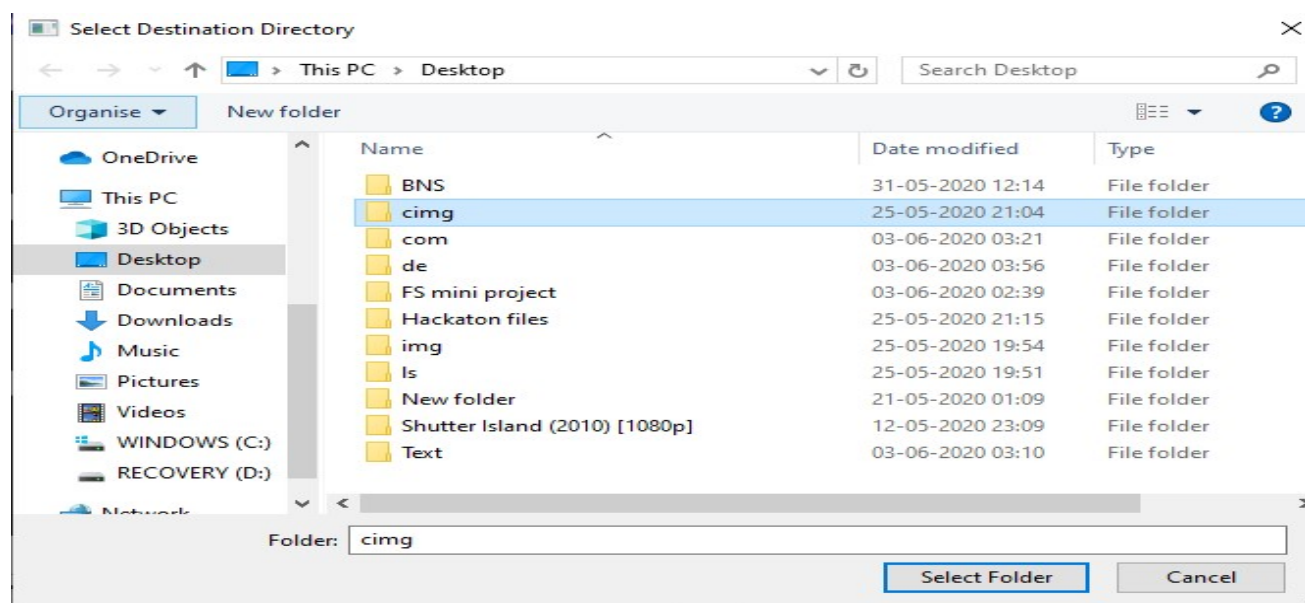 Select Destination Directory
This PC > Desktop
Search Desktop
Organise
New folder
OneDrive
This PC
3D Objects
Desktop
Documents
Downloads
Music
Pictures
Videos
WINDOWS (C:)
RECOVERY (D:)
Network
Name Date modified Type
BNS 31-05-2020 12:14 File folder
cimg 25-05-2020 21:04 File folder
com 03-06-2020 03:21 File folder
de 03-06-2020 03:56 File folder
FS mini project 03-06-2020 02:39 File folder
Hackaton files 25-05-2020 21:15 File folder
img 25-05-2020 19:54 File folder
ls 25-05-2020 19:51 File folder
New folder 21-05-2020 01:09 File folder
Shutter Island (2010) [1080p] 12-05-2020 23:09 File folder
Text 03-06-2020 03:10 File folder
Folder: cimg
Select Folder Cancel